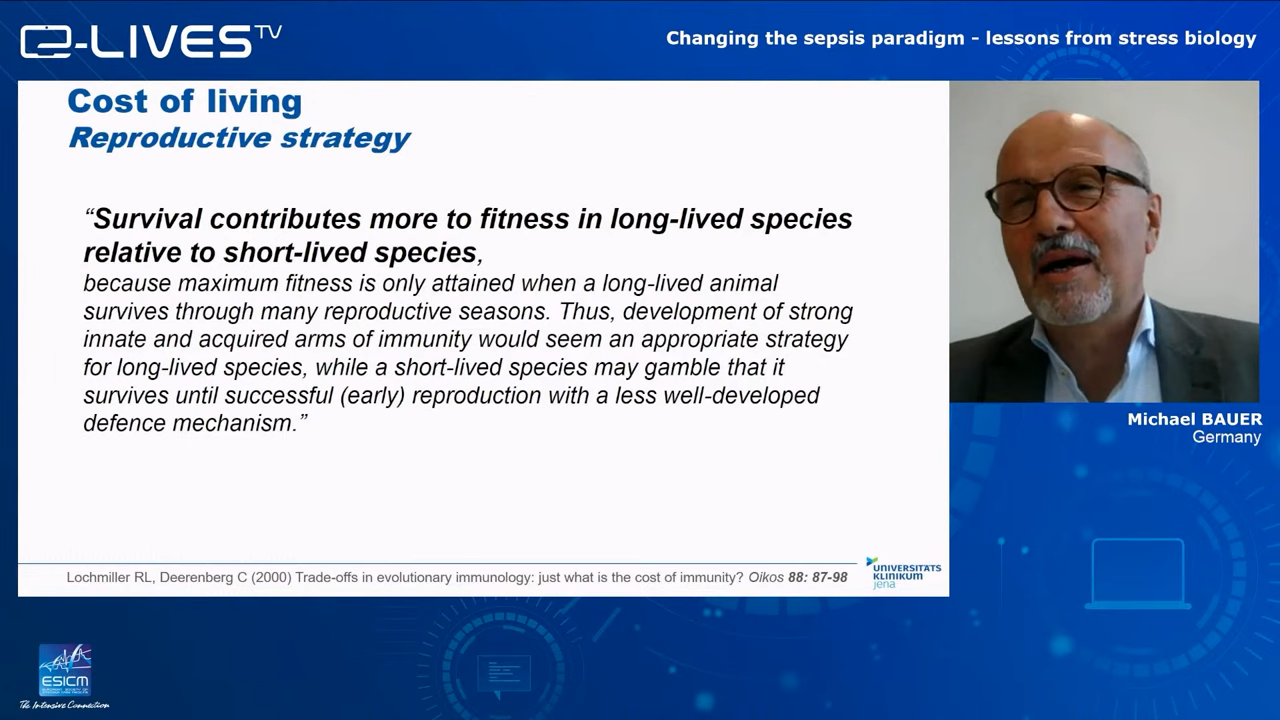 e-LIVES TV
Changing the sepsis paradigm - lessons from stress biology
Cost of living
Reproductive strategy
“Survival contributes more to fitness in long-lived species
relative to short-lived species,
because maximum fitness is only attained when a long-lived animal
survives through many reproductive seasons. Thus, development of strong
innate and acquired arms of immunity would seem an appropriate strategy
for long-lived species, while a short-lived species may gamble that it
survives until successful (early) reproduction with a less well-developed
defence mechanism.”
Lochmiller RL, Deerenberg C (2000) Trade-offs in evolutionary immunology: just what is the cost of immunity? Oikos 88: 87-98
UNIVERSITÄTS
KLINIKUM
jena
Michael BAUER
Germany
ESICM
The Intensive Connection